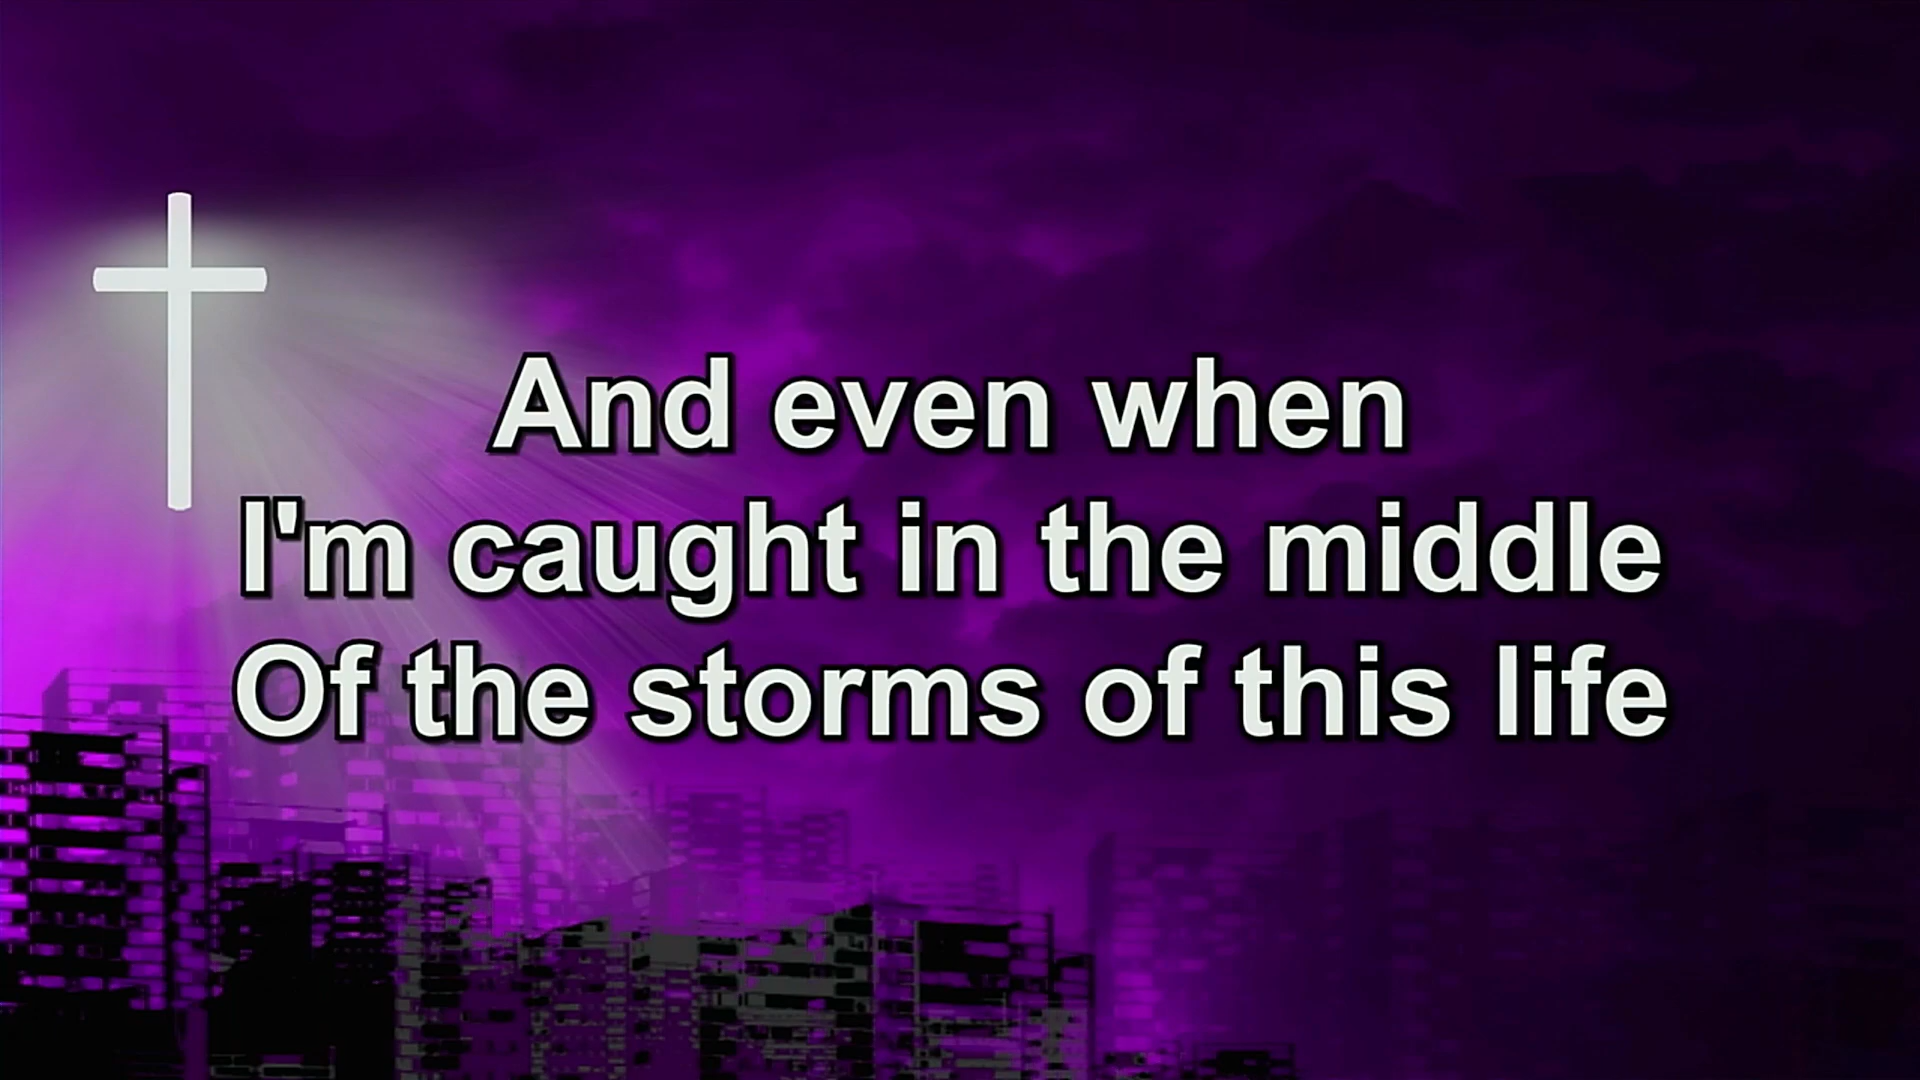 And even when
I'm caught in the middle
Of the storms of this life